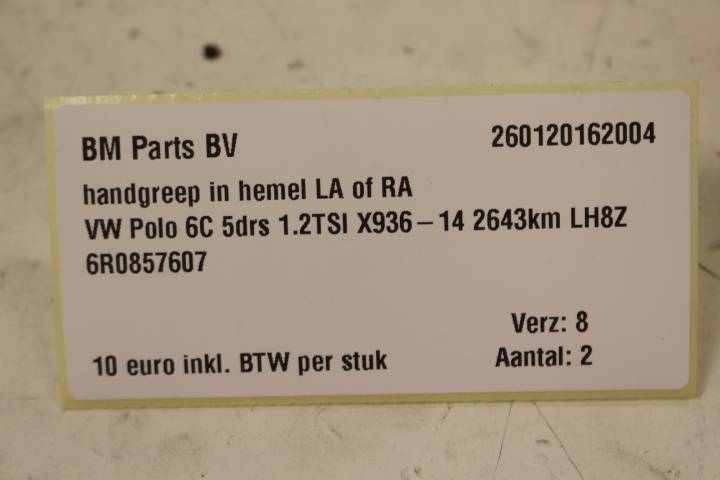 BM Parts BV 260120162004
handgreep in hemel LA of RA
VW Polo 6C 5drs 1.2TSI X936-14 2643km LH8Z
6R0857607
Verz: 8
10 euro inkl. BTW per stuk Aantal: 2